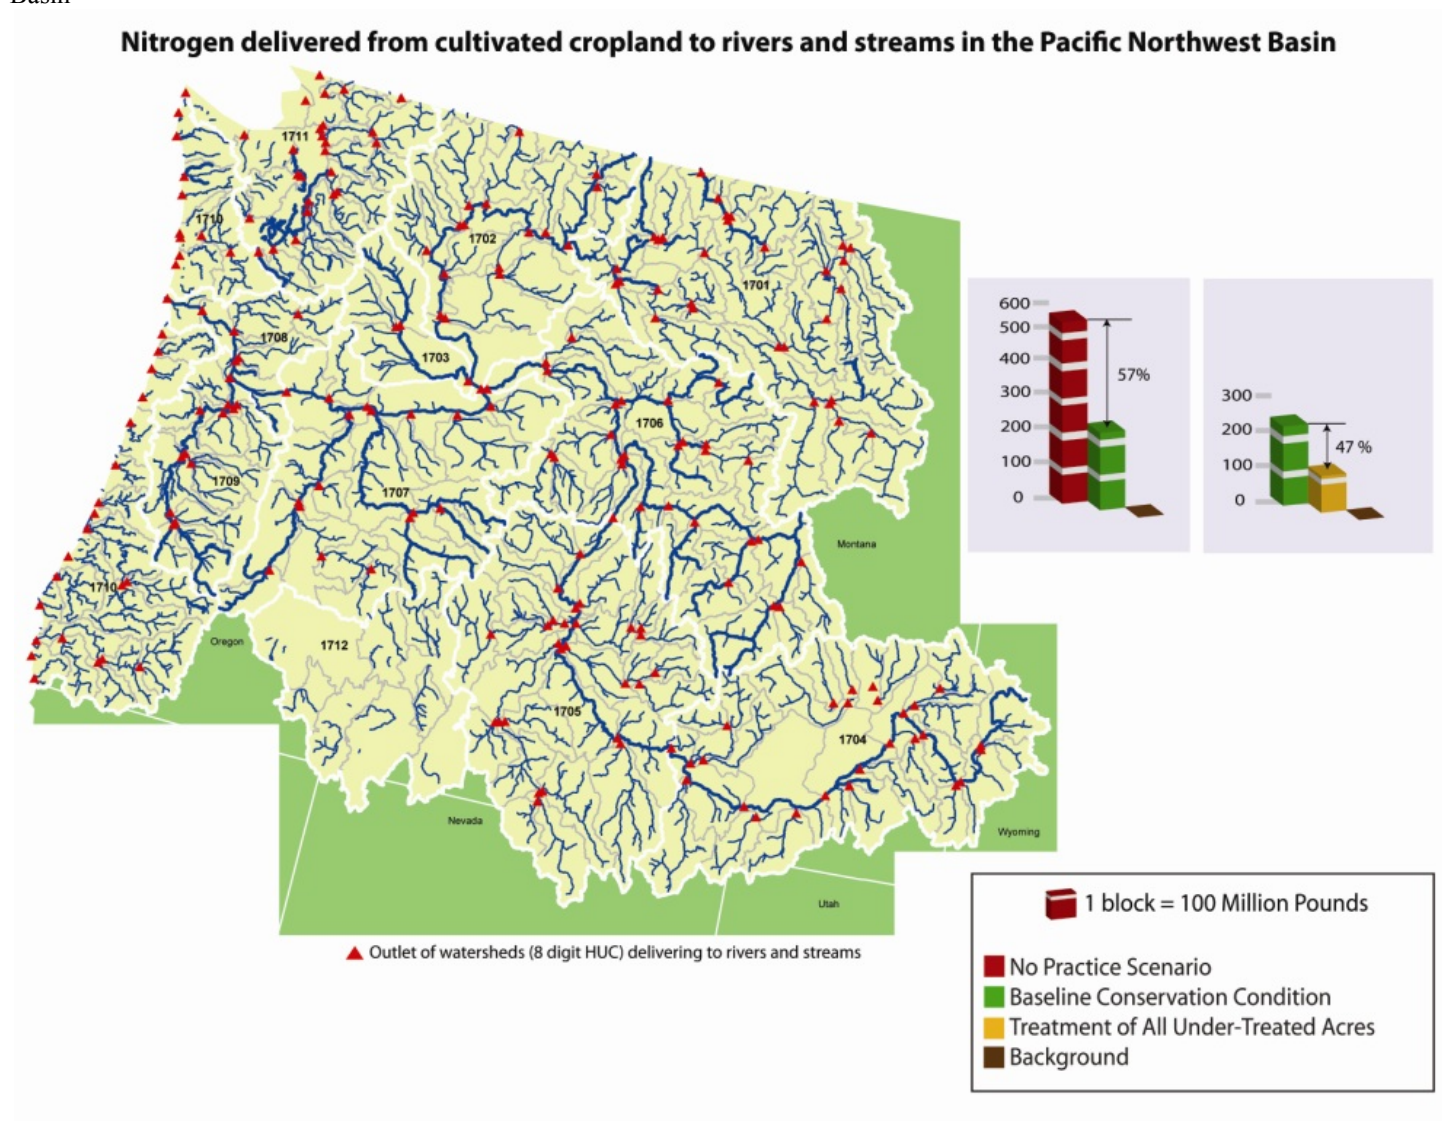 Basin
Nitrogen delivered from cultivated cropland to rivers and streams in the Pacific Northwest Basin
1711
1710
1702
1701
1708
1703
1706
1709
1707
1710
1712
1705
1704
Montana
Oregon
Nevada
Utah
Wyoming
600
500
400
300
200
100
0
57%
300
200
100
0
47 %
▲ Outlet of watersheds (8 digit HUC) delivering to rivers and streams
1 block = 100 Million Pounds
No Practice Scenario
Baseline Conservation Condition
Treatment of All Under-Treated Acres
Background